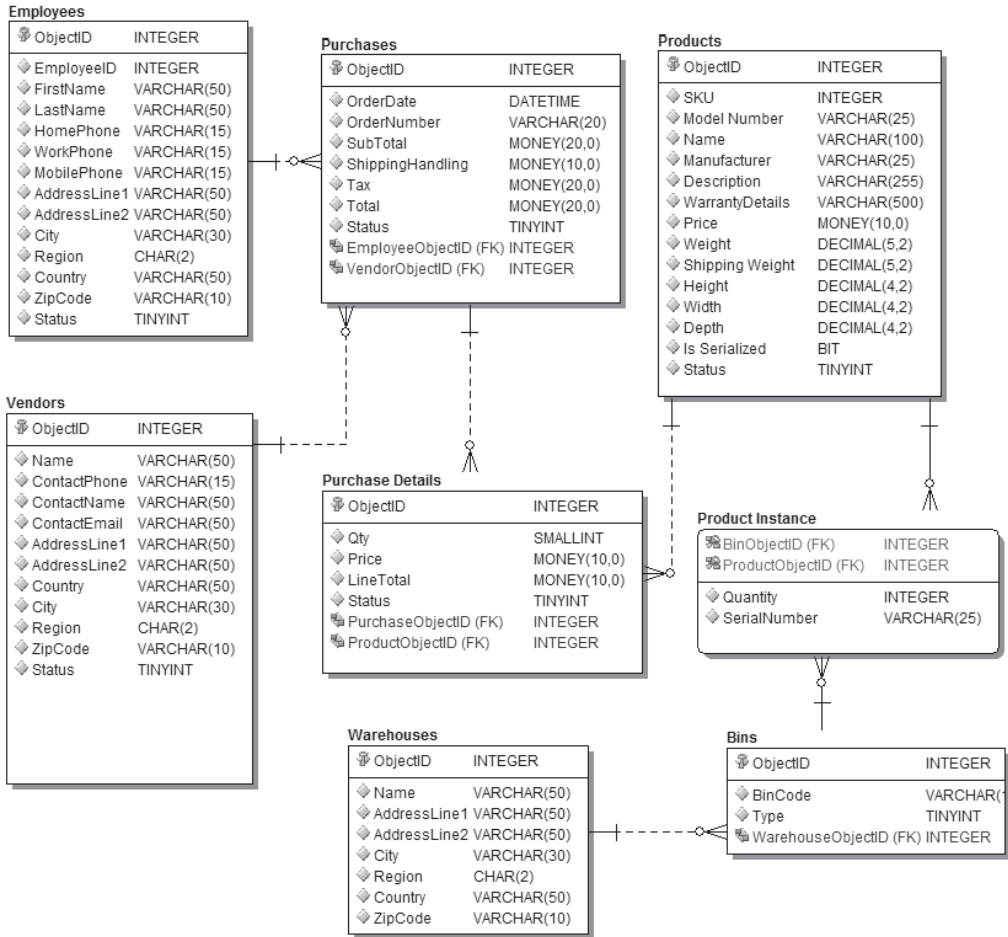 Employees
ObjectID INTEGER
EmployeeID INTEGER
FirstName VARCHAR(50)
LastName VARCHAR(50)
HomePhone VARCHAR(15)
WorkPhone VARCHAR(15)
MobilePhone VARCHAR(15)
AddressLine1 VARCHAR(50)
AddressLine2 VARCHAR(50)
City VARCHAR(30)
Region CHAR(2)
Country VARCHAR(50)
ZipCode VARCHAR(10)
Status TINYINT
Purchases
ObjectID INTEGER
OrderDate DATETIME
OrderNumber VARCHAR(20)
SubTotal MONEY(20,0)
ShippingHandling MONEY(10,0)
Tax MONEY(20,0)
Total MONEY(20,0)
Status TINYINT
EmployeeObjectID (FK) INTEGER
VendorObjectID (FK) INTEGER
Products
ObjectID INTEGER
SKU INTEGER
Model Number VARCHAR(25)
Name VARCHAR(100)
Manufacturer VARCHAR(25)
Description VARCHAR(255)
WarrantyDetails VARCHAR(500)
Price MONEY(10,0)
Weight DECIMAL(5,2)
Shipping Weight DECIMAL(5,2)
Height DECIMAL(4,2)
Width DECIMAL(4,2)
Depth DECIMAL(4,2)
Is Serialized BIT
Status TINYINT
Vendors
ObjectID INTEGER
Name VARCHAR(50)
ContactPhone VARCHAR(15)
ContactName VARCHAR(50)
ContactEmail VARCHAR(50)
AddressLine1 VARCHAR(50)
AddressLine2 VARCHAR(50)
Country VARCHAR(50)
City VARCHAR(30)
Region CHAR(2)
ZipCode VARCHAR(10)
Status TINYINT
Purchase Details
ObjectID INTEGER
Qty SMALLINT
Price MONEY(10,0)
LineTotal MONEY(10,0)
Status TINYINT
PurchaseObjectID (FK) INTEGER
ProductObjectID (FK) INTEGER
Product Instance
BinObjectID (FK) INTEGER
ProductObjectID (FK) INTEGER
Quantity INTEGER
SerialNumber VARCHAR(25)
Warehouses
ObjectID INTEGER
Name VARCHAR(50)
AddressLine1 VARCHAR(50)
AddressLine2 VARCHAR(50)
City VARCHAR(30)
Region CHAR(2)
Country VARCHAR(50)
ZipCode VARCHAR(10)
Bins
ObjectID INTEGER
BinCode VARCHAR(
Type TINYINT
WarehouseObjectID (FK) INTEGER